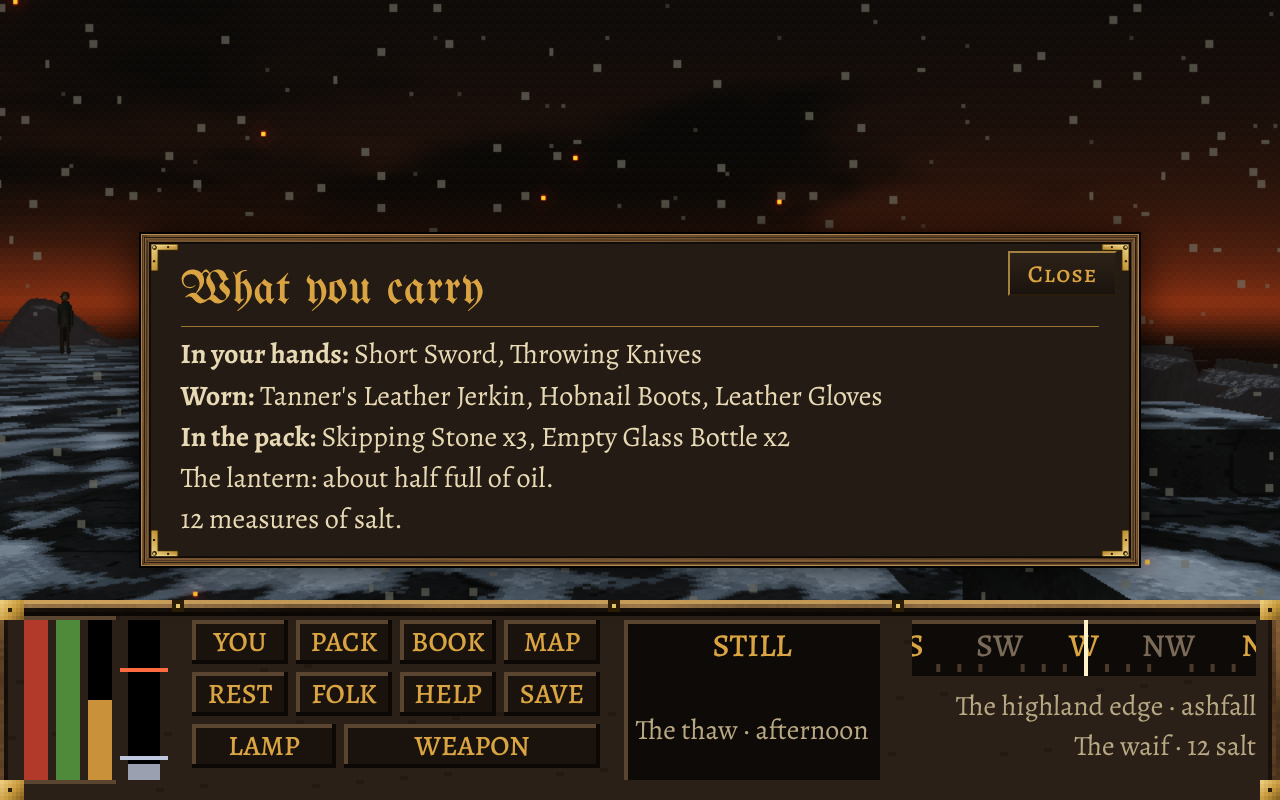 What you carry
CLOSE
In your hands: Short Sword, Throwing Knives
Worn: Tanner's Leather Jerkin, Hobnail Boots, Leather Gloves
In the pack: Skipping Stone x3, Empty Glass Bottle x2
The lantern: about half full of oil.
12 measures of salt.
YOU PACK BOOK MAP
REST FOLK HELP SAVE
LAMP WEAPON
STILL
The thaw · afternoon
S SW W NW N
The highland edge · ashfall
The waif · 12 salt